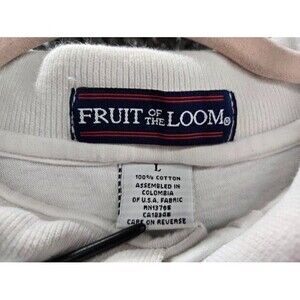 FRUIT OF THE LOOM®
L
100% COTTON
ASSEMBLED IN
COLOMBIA
OF U.S.A. FABRIC
CARE ON REVERSE